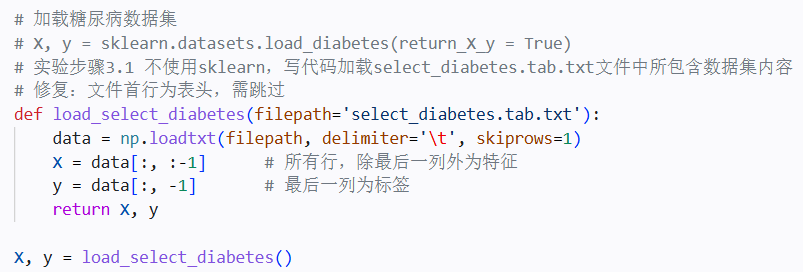 # 加载糖尿病数据集
# X, y = sklearn.datasets.load_diabetes(return_X_y = True)
# 实验步骤3.1 不使用sklearn，写代码加载select_diabetes.tab.txt文件中所包含数据集内容
# 修复：文件首行为表头，需跳过
def load_select_diabetes(filepath='select_diabetes.tab.txt'):
    data = np.loadtxt(filepath, delimiter='\t', skiprows=1)
    X = data[:, :-1]      # 所有行，除最后一列外为特征
    y = data[:, -1]       # 最后一列为标签
    return X, y

X, y = load_select_diabetes()